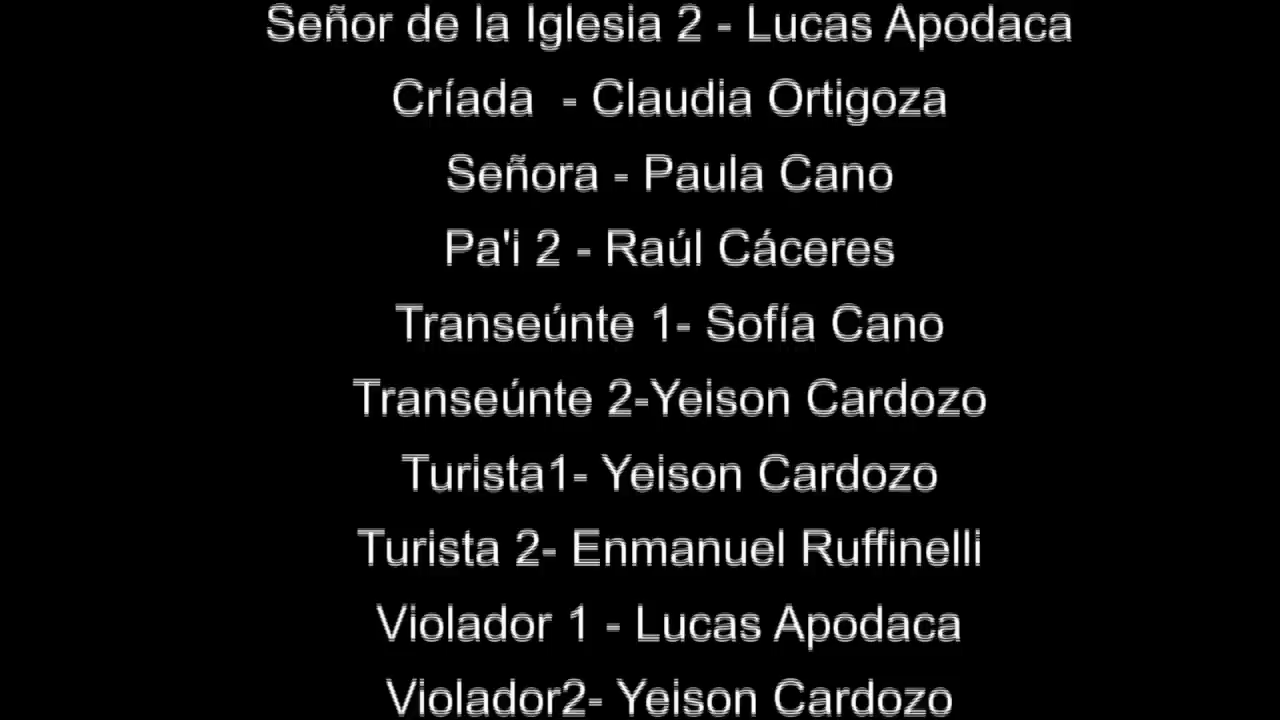 Señor de la Iglesia 2 - Lucas Apodaca
Críada  - Claudia Ortigoza
Señora - Paula Cano
Pa'i 2 - Raúl Cáceres
Transeúnte 1- Sofía Cano
Transeúnte 2-Yeison Cardozo
Turista1- Yeison Cardozo
Turista 2- Enmanuel Ruffinelli
Violador 1 - Lucas Apodaca
Violador2- Yeison Cardozo